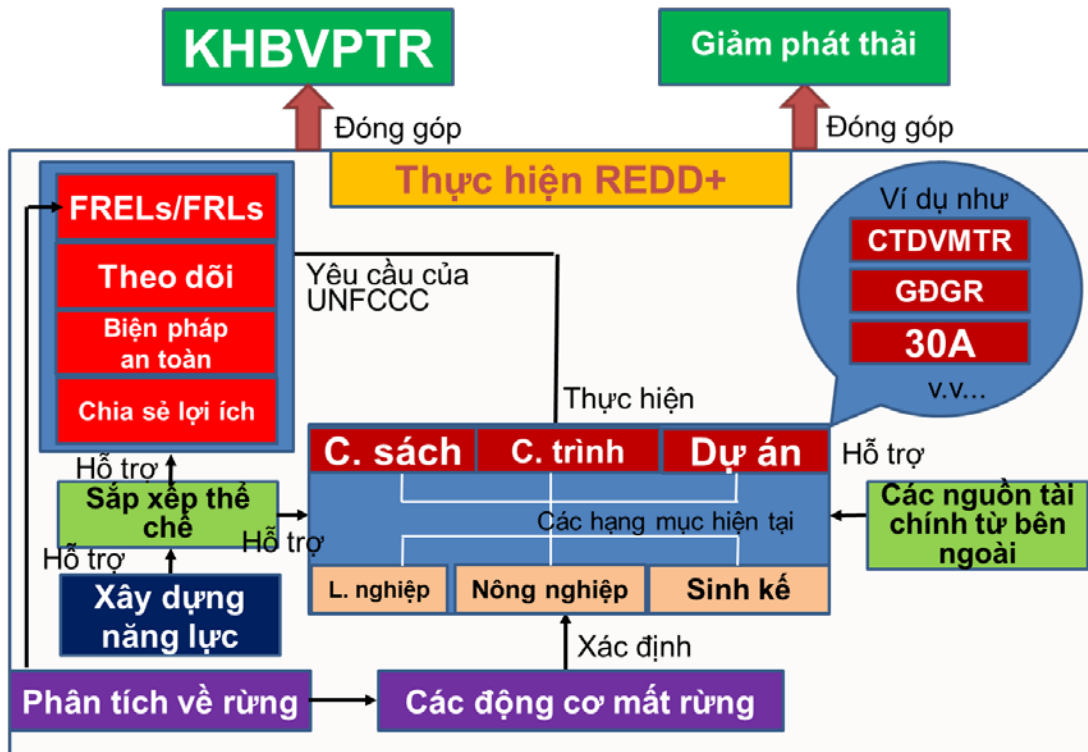 KHBVPTR
Giảm phát thải
Đóng góp
Đóng góp
Thực hiện REDD+
FRELs/FRLs
Theo dõi
Biện pháp
an toàn
Chia sẻ lợi ích
Yêu cầu của
UNFCCC
Ví dụ như
CTDVMTR
GĐGR
30A
v.v...
Thực hiện
C. sách
C. trình
Dự án
Hỗ trợ
Hỗ trợ
Sắp xếp thể
chế
Hỗ trợ
Các hạng mục hiện tại
Các nguồn tài
chính từ bên
ngoài
Hỗ trợ
Xây dựng
năng lực
L. nghiệp
Nông nghiệp
Sinh kế
Xác định
Phân tích về rừng
Các động cơ mất rừng